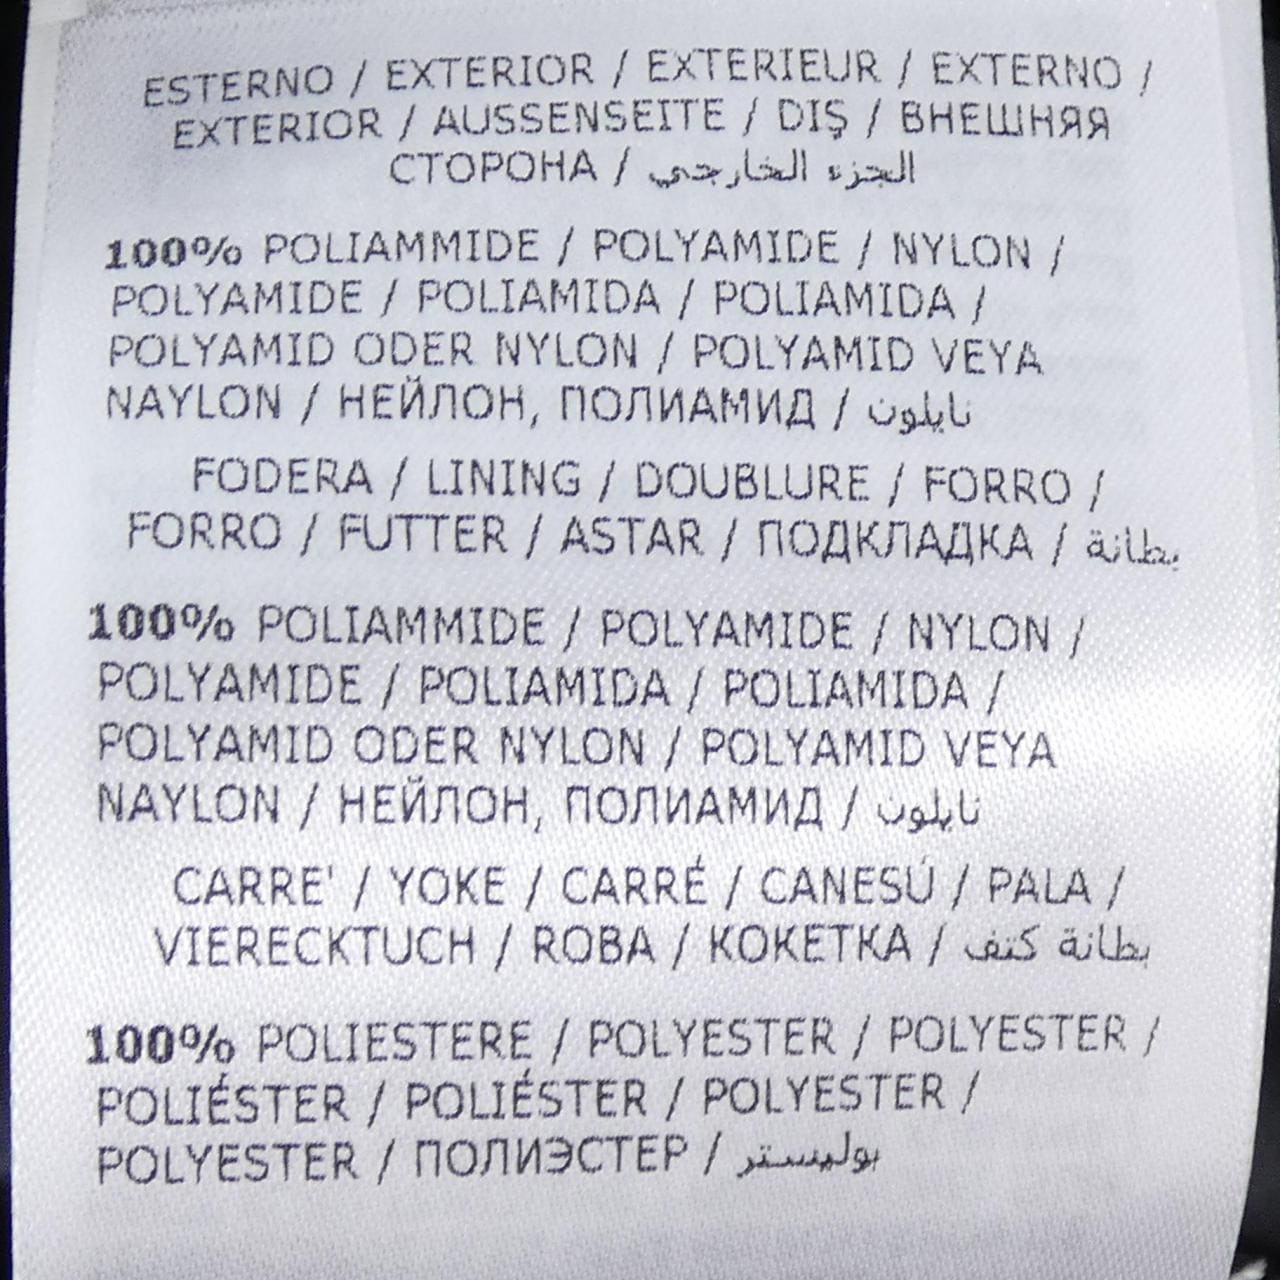 ESTERNO / EXTERIOR / EXTERIEUR / EXTERNO /
EXTERIOR / AUSSENSEITE / DIŞ / ВНЕШНЯЯ
СТОРОНА / الجزء الخارجي
100% POLIAMMIDE / POLYAMIDE / NYLON /
POLYAMIDE / POLIAMIDA / POLIAMIDA /
POLYAMID ODER NYLON / POLYAMID VEYA
NAYLON / НЕЙЛОН, ПОЛИАМИД / نايلون
FODERA / LINING / DOUBLURE / FORRO /
FORRO / FUTTER / ASTAR / ПОДКЛАДКА / بطانة
100% POLIAMMIDE / POLYAMIDE / NYLON /
POLYAMIDE / POLIAMIDA / POLIAMIDA /
POLYAMID ODER NYLON / POLYAMID VEYA
NAYLON / НЕЙЛОН, ПОЛИАМИД / نايلون
CARRE' / YOKE / CARRÉ / CANESÚ / PALA /
VIERECKTUCH / ROBA / КОКЕТКА / بطانة كتف
100% POLIESTERE / POLYESTER / POLYESTER /
POLIÉSTER / POLIÉSTER / POLYESTER /
POLYESTER / ПОЛИЭСТЕР / بوليستر